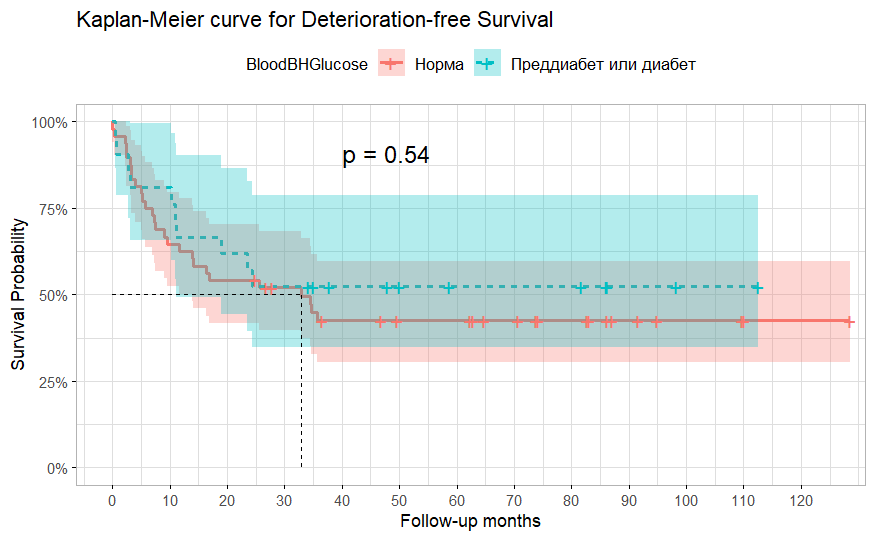 Kaplan-Meier curve for Deterioration-free Survival
BloodBHGlucose Норма Преддиабет или диабет
100%
p = 0.54
75%
50%
25%
0%
Survival Probability
0 10 20 30 40 50 60 70 80 90 100 110 120
Follow-up months